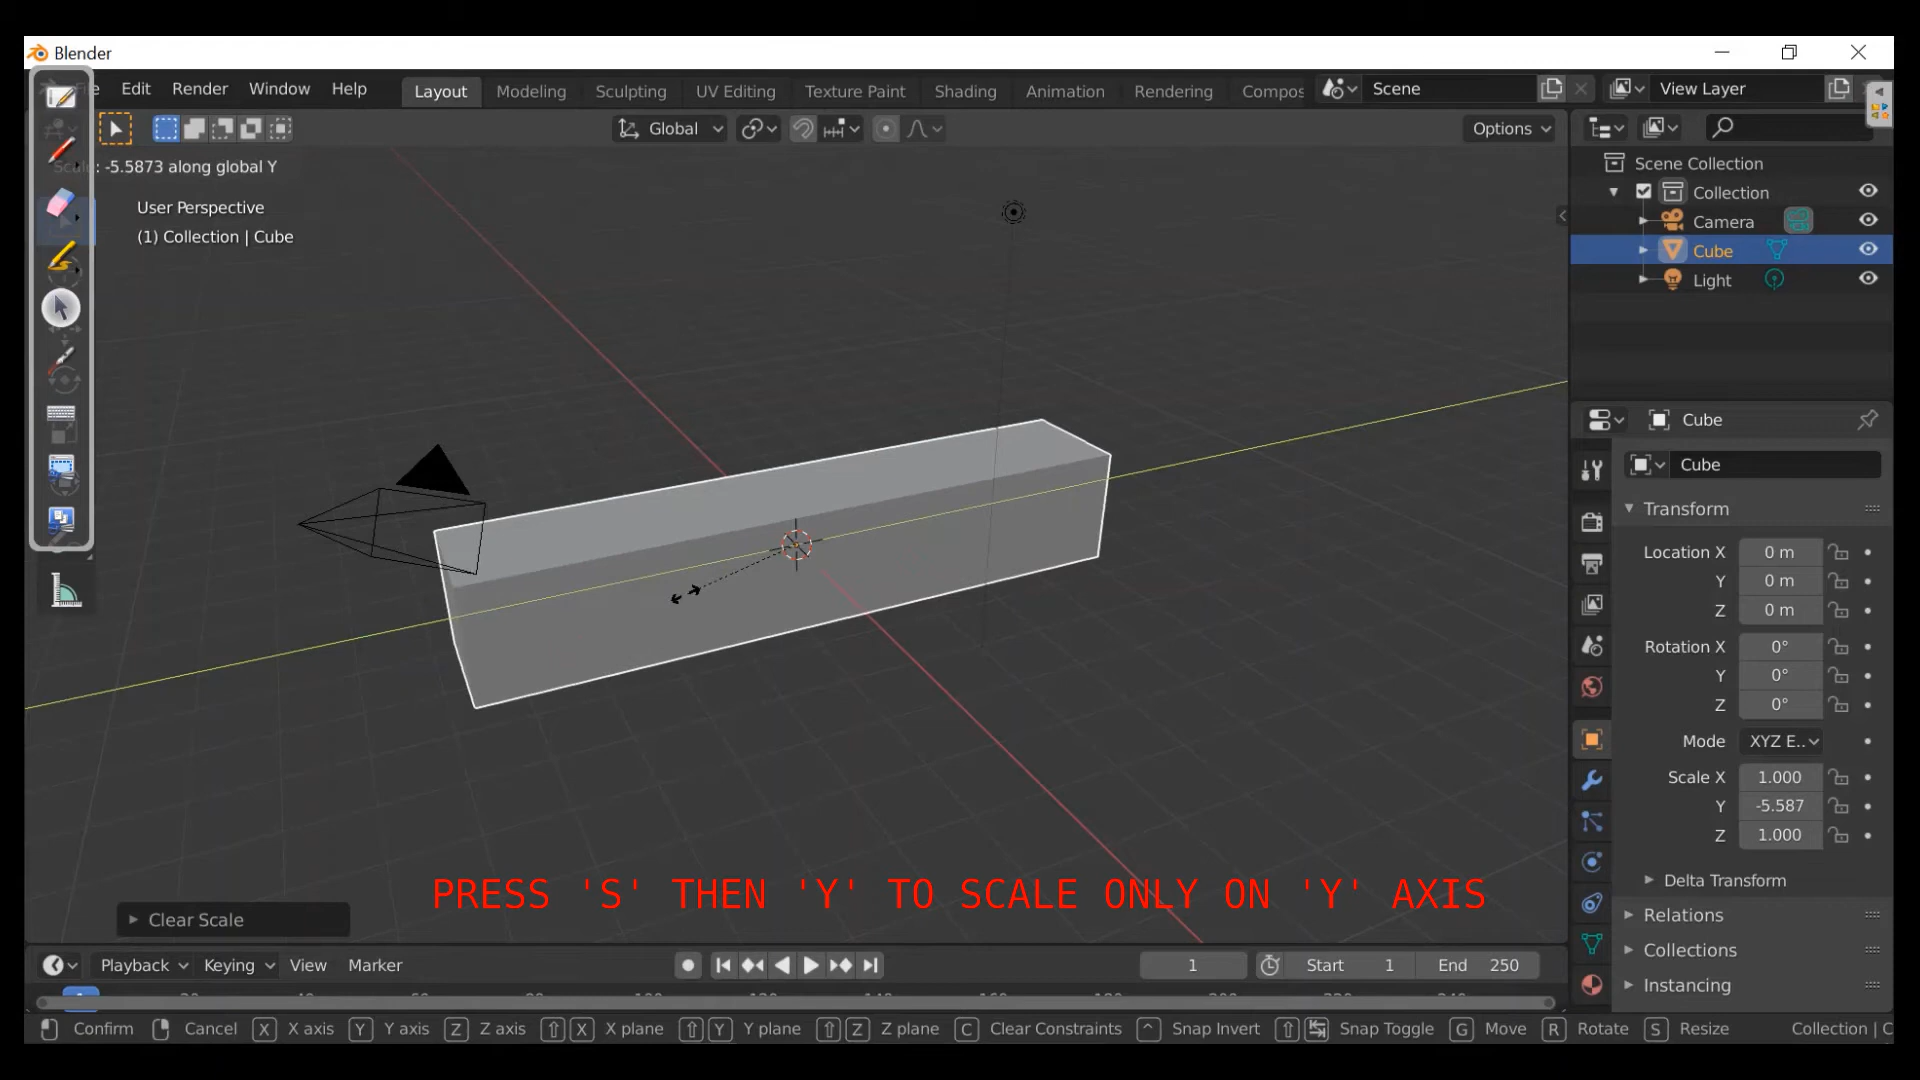 Blender
Edit Render Window Help Layout Modeling Sculpting UV Editing Texture Paint Shading Animation Rendering Compos Scene View Layer
Global Options
: -5.5873 along global Y
User Perspective
(1) Collection | Cube
Scene Collection
Collection
Camera
Cube
Light
Cube
Cube
Transform
Location X 0 m
Y 0 m
Z 0 m
Rotation X 0°
Y 0°
Z 0°
Mode XYZ E..
Scale X 1.000
Y -5.587
Z 1.000
Delta Transform
Relations
Collections
Instancing
PRESS 'S' THEN 'Y' TO SCALE ONLY ON 'Y' AXIS
Clear Scale
Playback Keying View Marker 1 Start 1 End 250
Confirm Cancel X X axis Y Y axis Z Z axis X X plane Y Y plane Z Z plane C Clear Constraints ^ Snap Invert Snap Toggle G Move R Rotate S Resize Collection | C